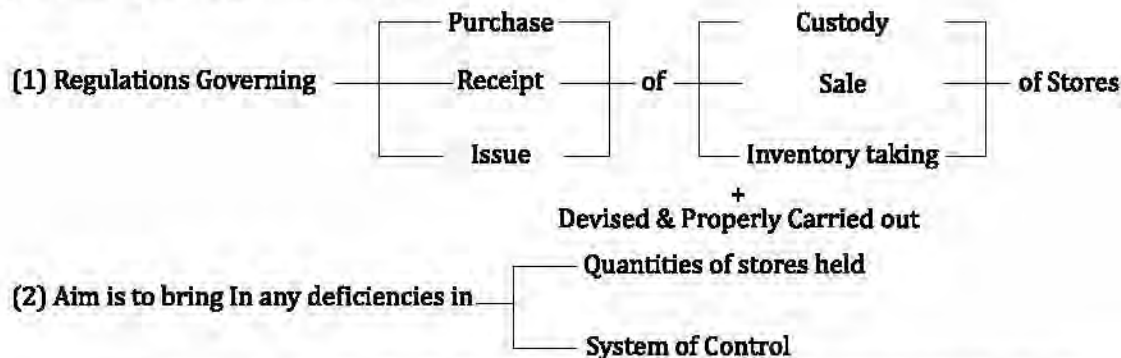 Purchase Custody
(1) Regulations Governing Receipt of Sale of Stores
Issue Inventory taking
+
Devised & Properly Carried out
Quantities of stores held
(2) Aim is to bring In any deficiencies in
System of Control